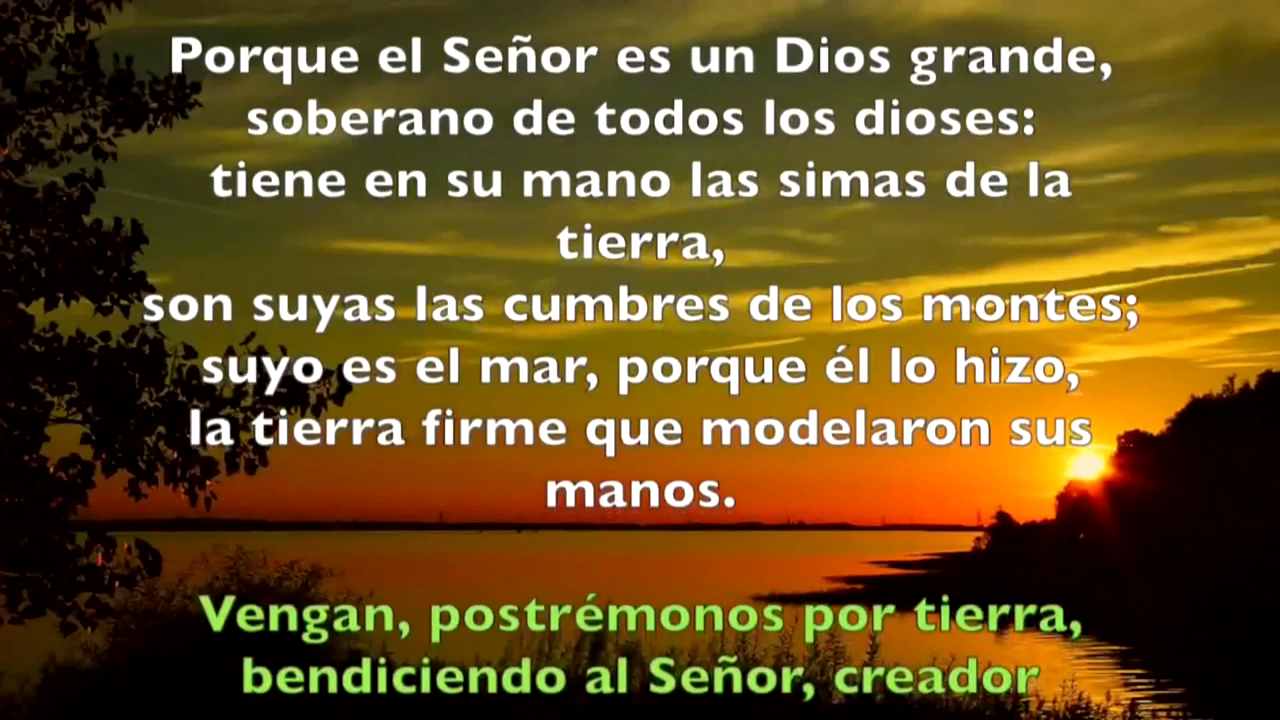 Porque el Señor es un Dios grande,
soberano de todos los dioses:
tiene en su mano las simas de la
tierra,
son suyas las cumbres de los montes;
suyo es el mar, porque él lo hizo,
la tierra firme que modelaron sus
manos.
Vengan, postrémonos por tierra,
bendiciendo al Señor, creador